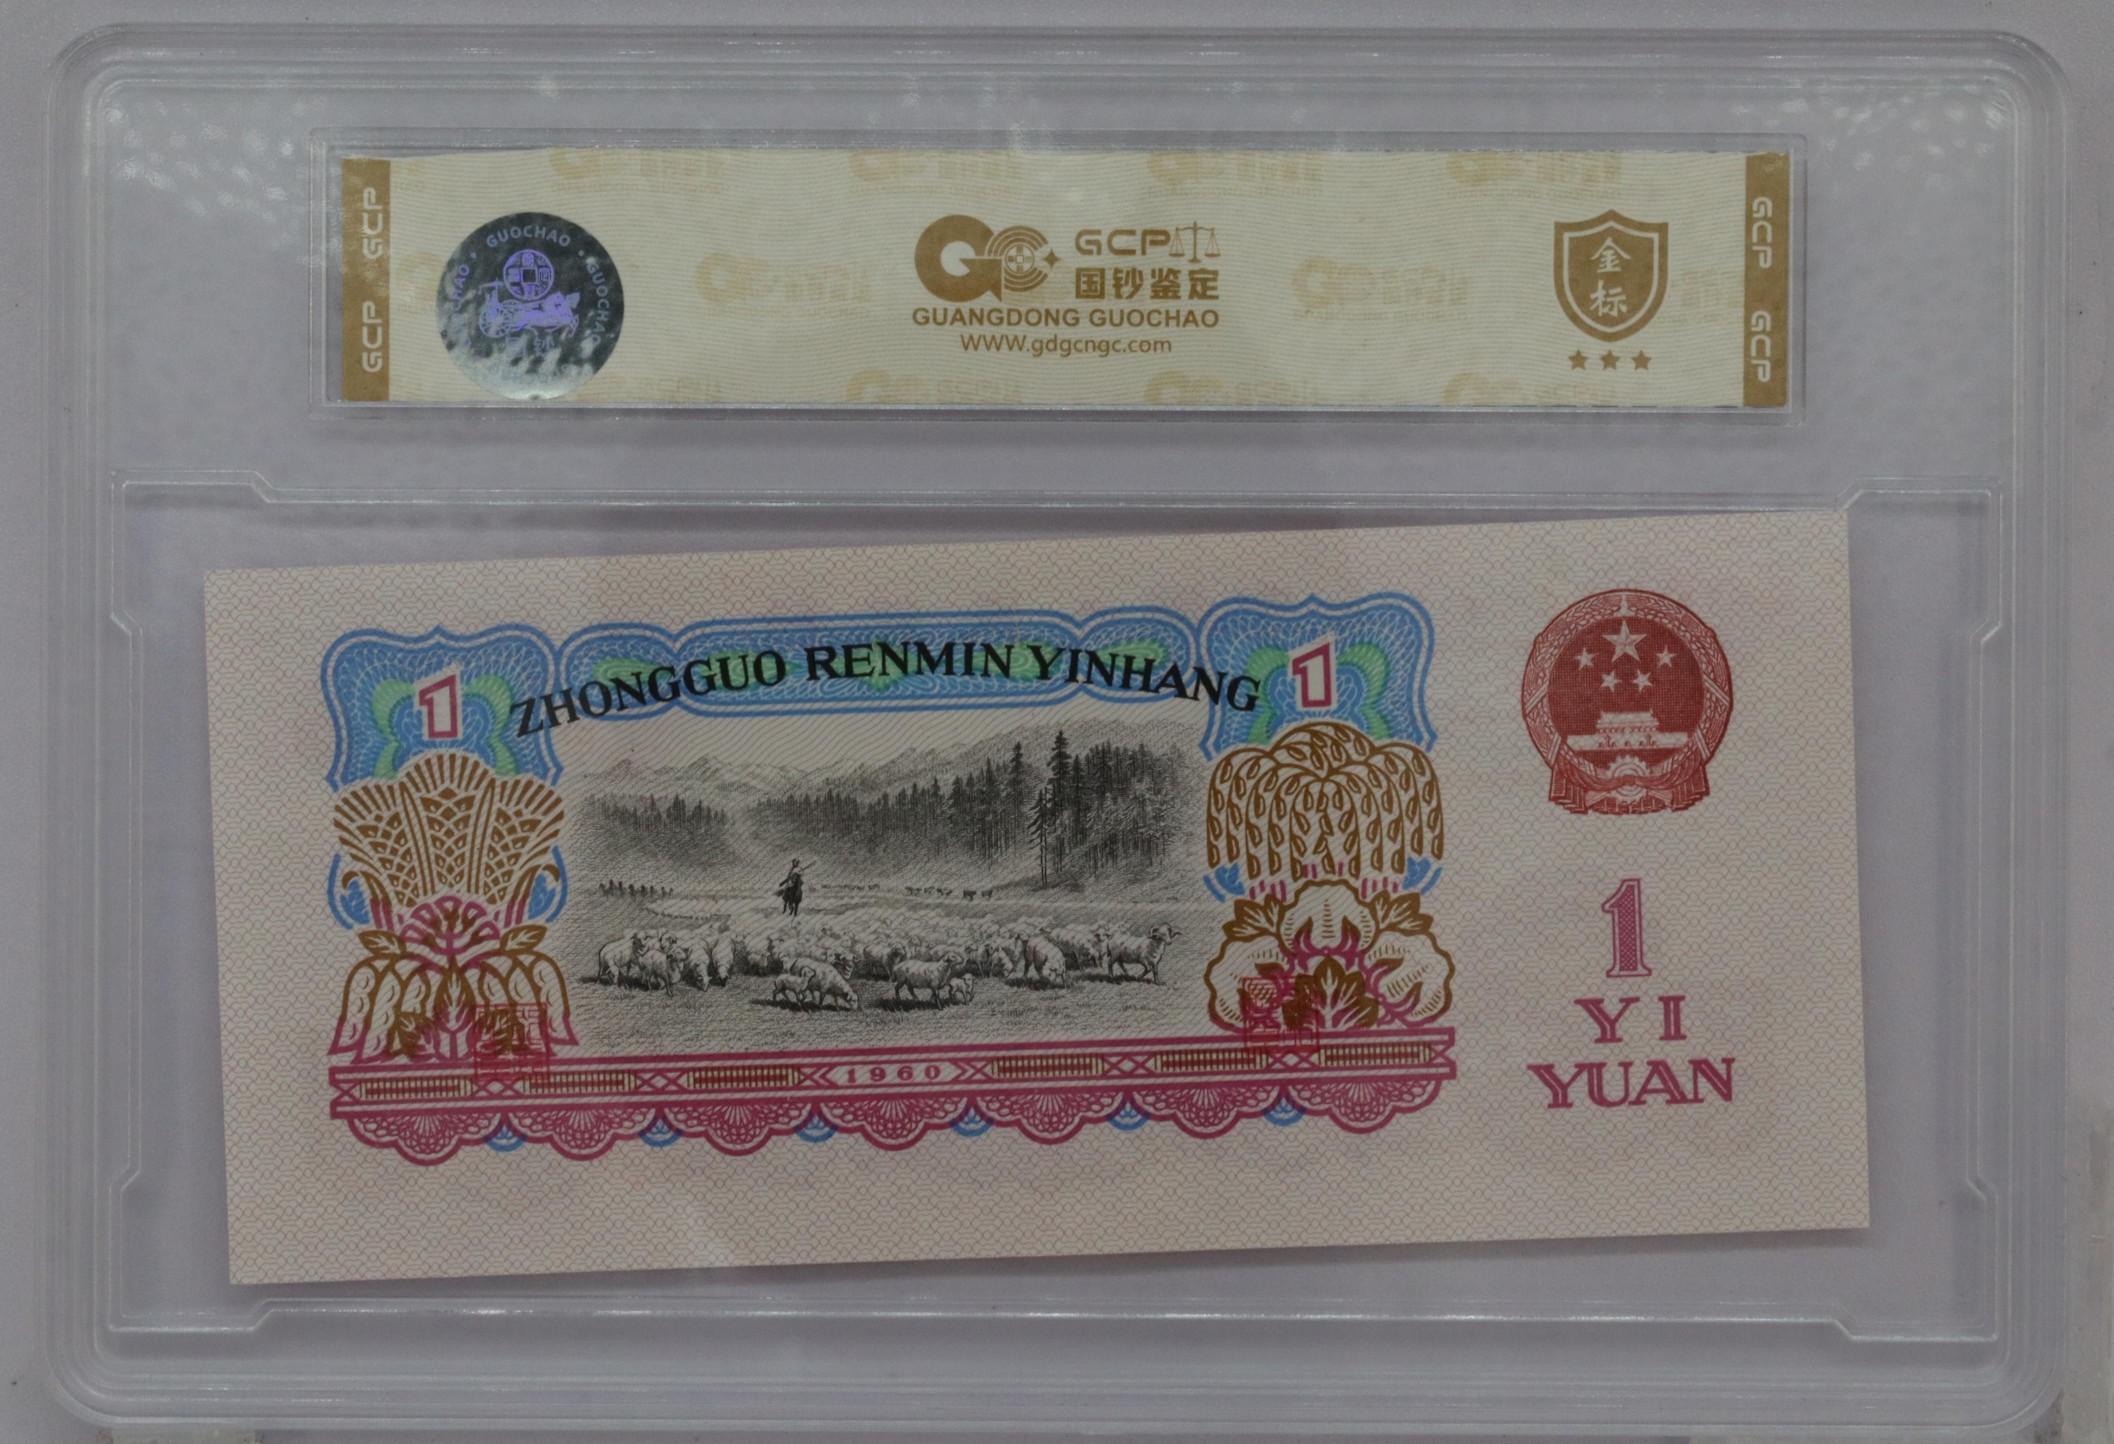 GCP GCP
GUOCHAO · GUOCHAO
GCP
国钞鉴定
GUANGDONG GUOCHAO
WWW.gdgcngc.com
金
标
GCP GCP
ZHONGGUO RENMIN YINHANG
1
1
1960
1
YI
YUAN